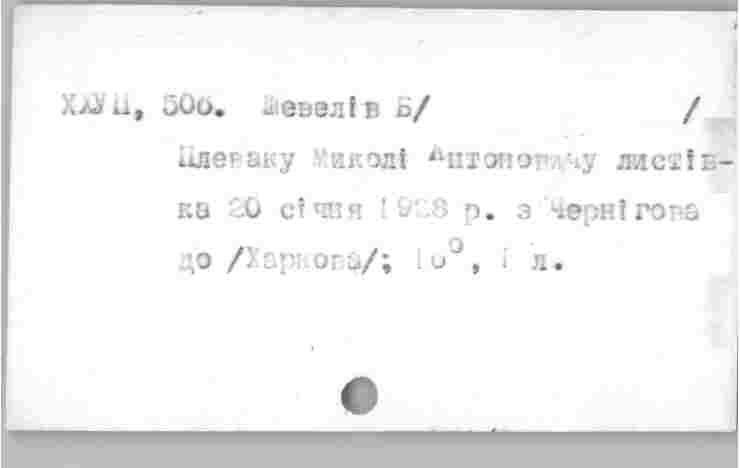 ХХУП, 506. Шевелів Б/ /
Плеваку Миколі Антоновичу листів-
ка 20 січня 1928 р. з Чернігова
до /Харкова/; 16°, 1 л.